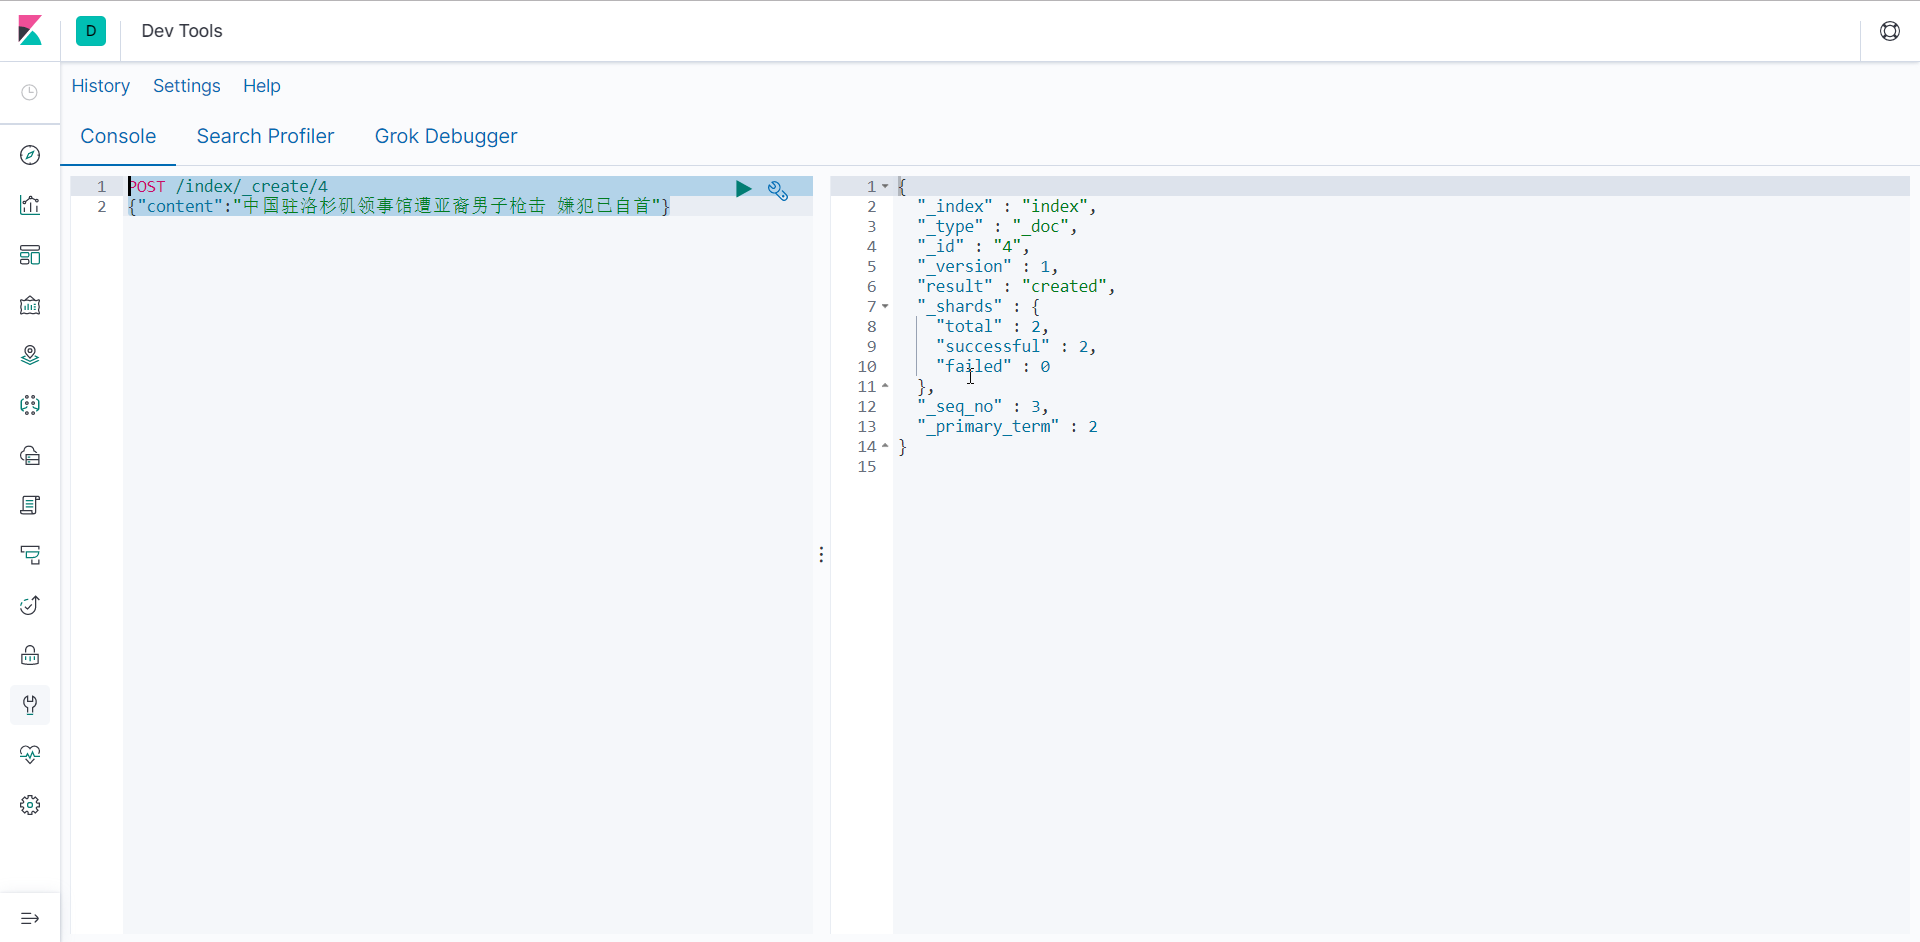 D Dev Tools
History Settings Help
Console Search Profiler Grok Debugger
1 POST /index/_create/4
2 {"content":"中国驻洛杉矶领事馆遭亚裔男子枪击 嫌犯已自首"}
1 {
2 "_index" : "index",
3 "_type" : "_doc",
4 "_id" : "4",
5 "_version" : 1,
6 "result" : "created",
7 "_shards" : {
8 "total" : 2,
9 "successful" : 2,
10 "failed" : 0
11 },
12 "_seq_no" : 3,
13 "_primary_term" : 2
14 }
15